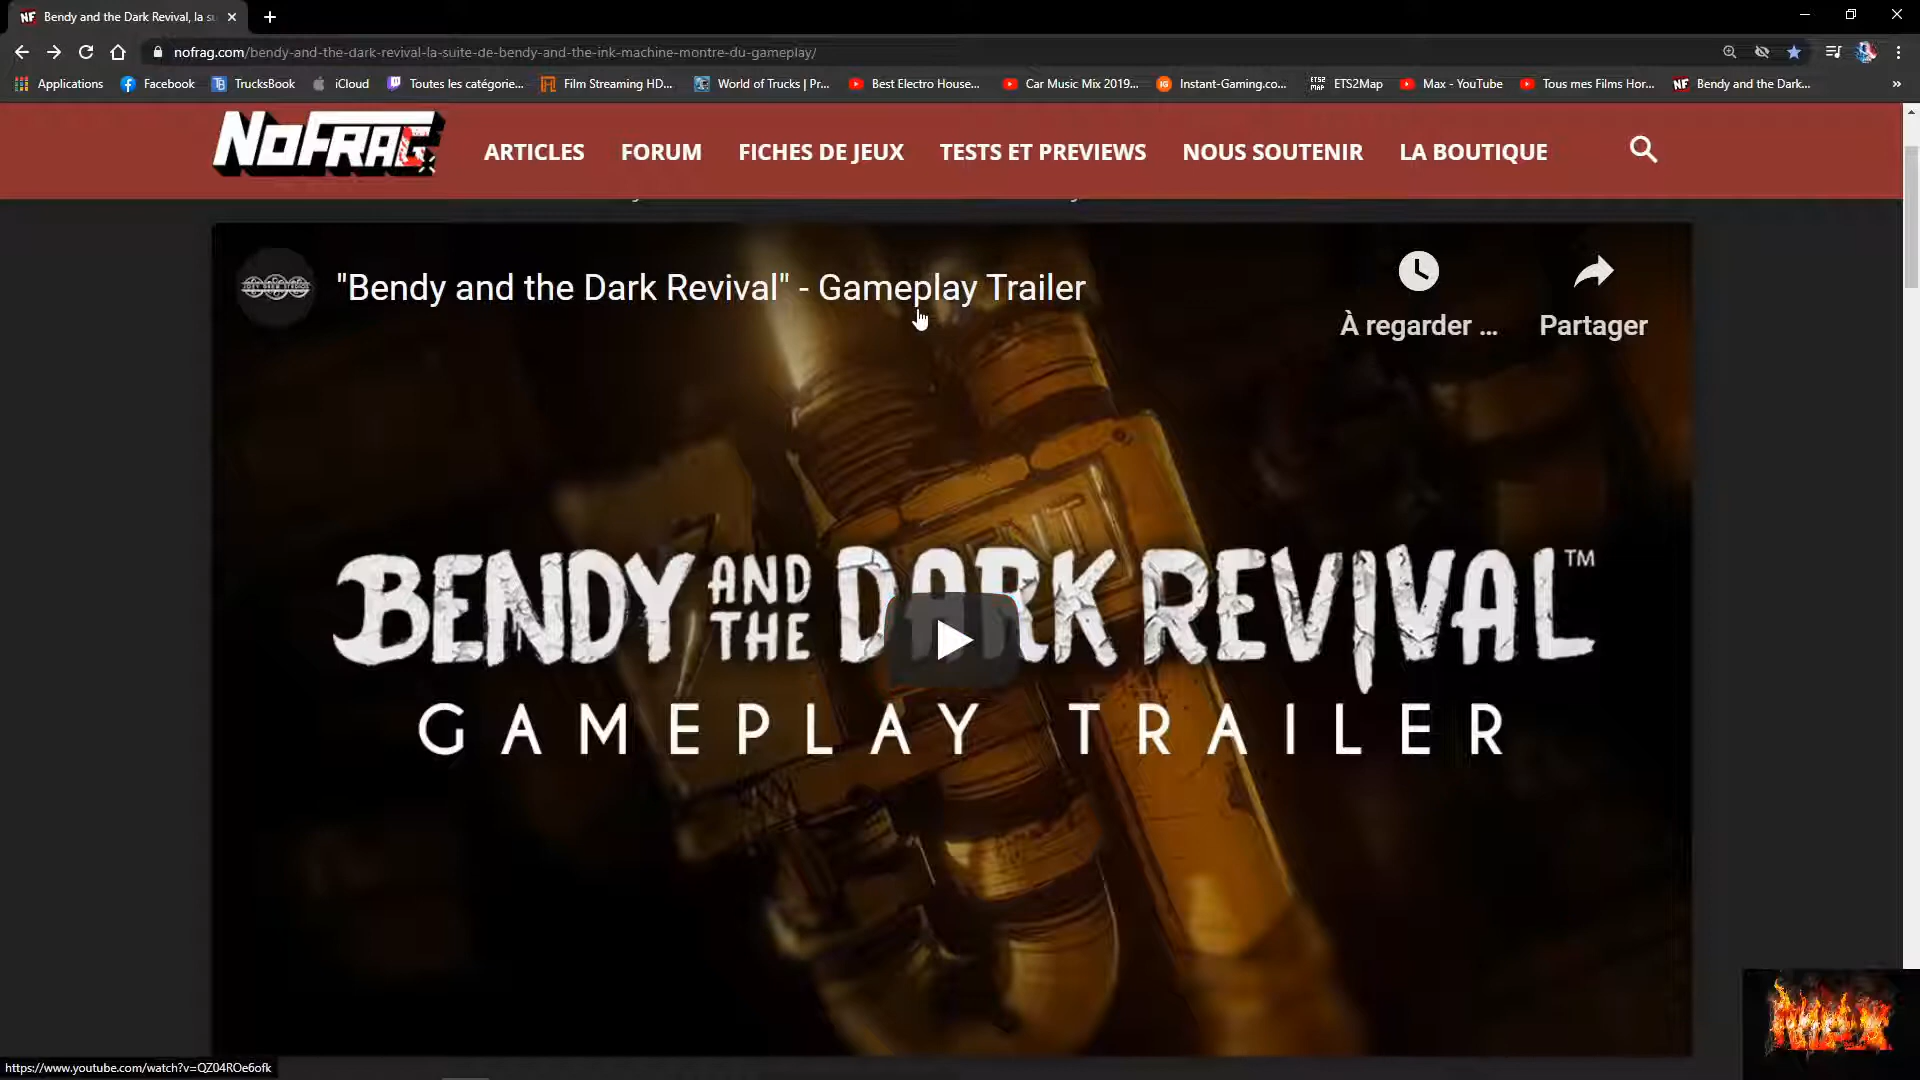 Bendy and the Dark Revival, la su
nofrag.com/bendy-and-the-dark-revival-la-suite-de-bendy-and-the-ink-machine-montre-du-gameplay/
Applications Facebook TrucksBook iCloud Toutes les catégorie... Film Streaming HD... World of Trucks | Pr... Best Electro House... Car Music Mix 2019... Instant-Gaming.co... ETS2Map Max - YouTube Tous mes Films Hor... Bendy and the Dark... »
NOFRAG ARTICLES FORUM FICHES DE JEUX TESTS ET PREVIEWS NOUS SOUTENIR LA BOUTIQUE
"Bendy and the Dark Revival" - Gameplay Trailer
À regarder ... Partager
BENDY AND THE DARK REVIVAL™
GAMEPLAY TRAILER
https://www.youtube.com/watch?v=QZ04ROe6ofk